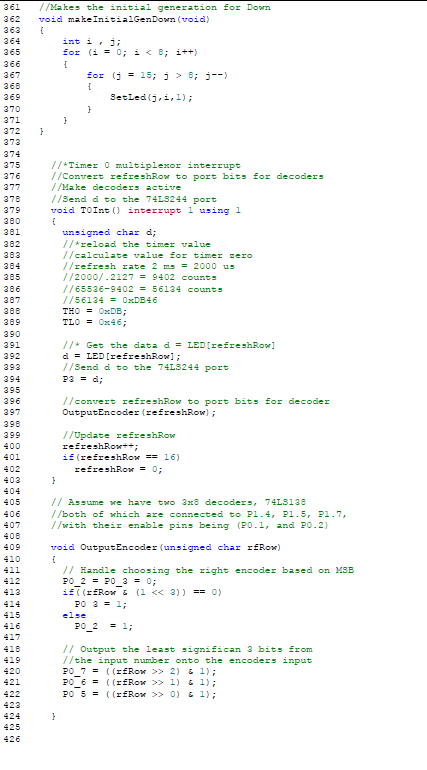 361 //Makes the initial generation for Down
362 void makeInitialGenDown(void)
363 {
364 int i , j;
365 for (i = 0; i < 8; i++)
366 {
367 for (j = 15; j > 8; j--)
368 {
369 SetLed(j,i,1);
370 }
371 }
372 }
373
374
375 //*Timer 0 multiplexor interrupt
376 //Convert refreshRow to port bits for decoders
377 //Make decoders active
378 //Send d to the 74LS244 port
379 void T0Int() interrupt 1 using 1
380 {
381 unsigned char d;
382 //*reload the timer value
383 //calculate value for timer zero
384 //refresh rate 2 ms = 2000 us
385 //2000/.2127 = 9402 counts
386 //65536-9402 = 56134 counts
387 //56134 = 0xDB46
388 TH0 = 0xDB;
389 TL0 = 0x46;
390
391 //* Get the data d = LED[refreshRow]
392 d = LED[refreshRow];
393 //Send d to the 74LS244 port
394 P3 = d;
395
396 //convert refreshRow to port bits for decoder
397 OutputEncoder(refreshRow);
398
399 //Update refreshRow
400 refreshRow++;
401 if(refreshRow == 16)
402 refreshRow = 0;
403 }
404
405 // Assume we have two 3x8 decoders, 74LS138
406 //both of which are connected to P1.4, P1.5, P1.7,
407 //with their enable pins being (P0.1, and P0.2)
408
409 void OutputEncoder(unsigned char rfRow)
410 {
411 // Handle choosing the right encoder based on MSB
412 P0_2 = P0_3 = 0;
413 if((rfRow & (1 << 3)) == 0)
414 P0_3 = 1;
415 else
416 P0_2 = 1;
417
418 // Output the least significan 3 bits from
419 //the input number onto the encoders input
420 P0_7 = ((rfRow >> 2) & 1);
421 P0_6 = ((rfRow >> 1) & 1);
422 P0_5 = ((rfRow >> 0) & 1);
423
424 }
425
426